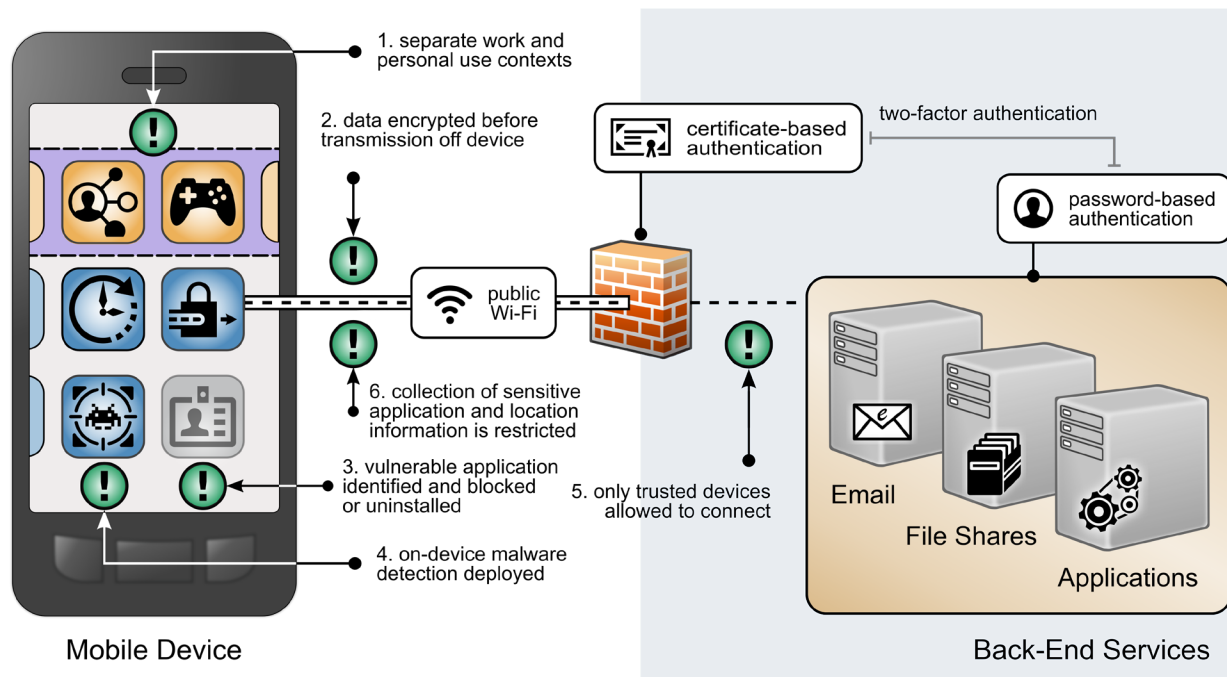 1. separate work and
personal use contexts
2. data encrypted before
transmission off device
certificate-based
authentication
two-factor authentication
password-based
authentication
public
Wi-Fi
6. collection of sensitive
application and location
information is restricted
3. vulnerable application
identified and blocked
or uninstalled
4. on-device malware
detection deployed
5. only trusted devices
allowed to connect
e
Email
File Shares
Applications
Mobile Device
Back-End Services